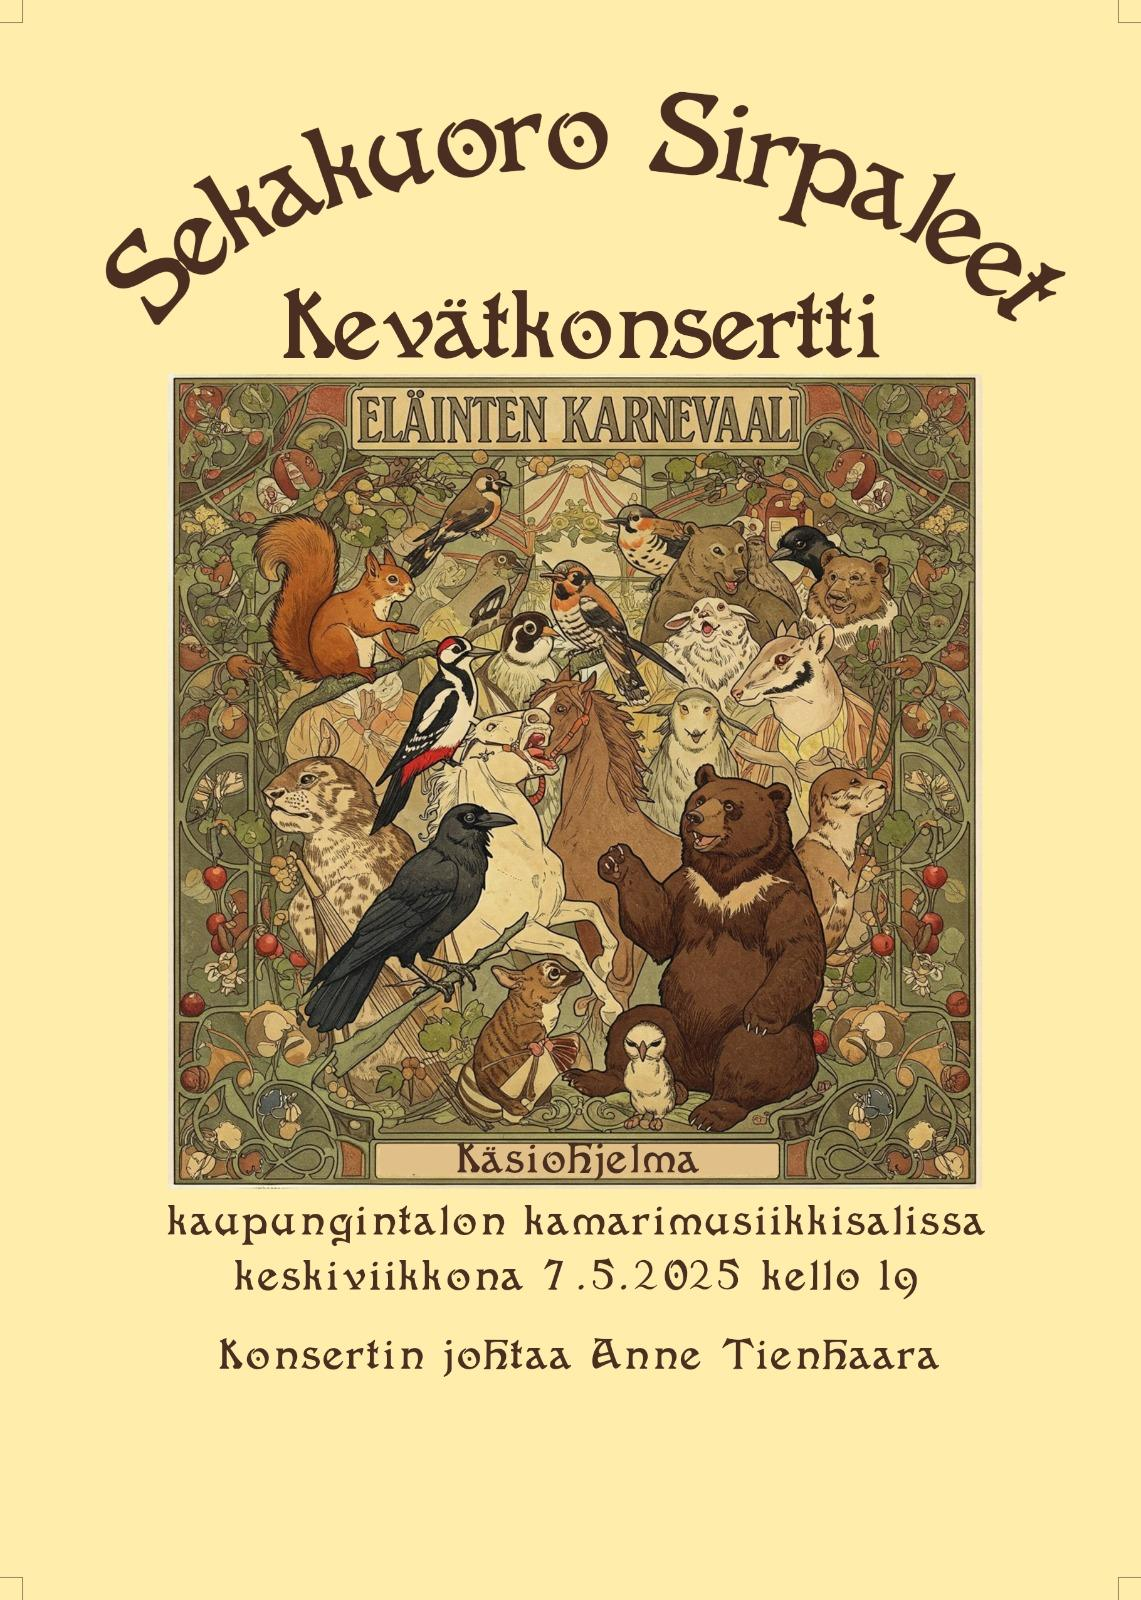 Sekakuoro Sirpaleet
Kevätkonsertti
ELÄINTEN KARNEVAALI
Käsiohjelma
kaupungintalon kamarimusiikkisalissa
keskiviikkona 7.5.2025 kello 19
Konsertin johtaa Anne Tienhaara